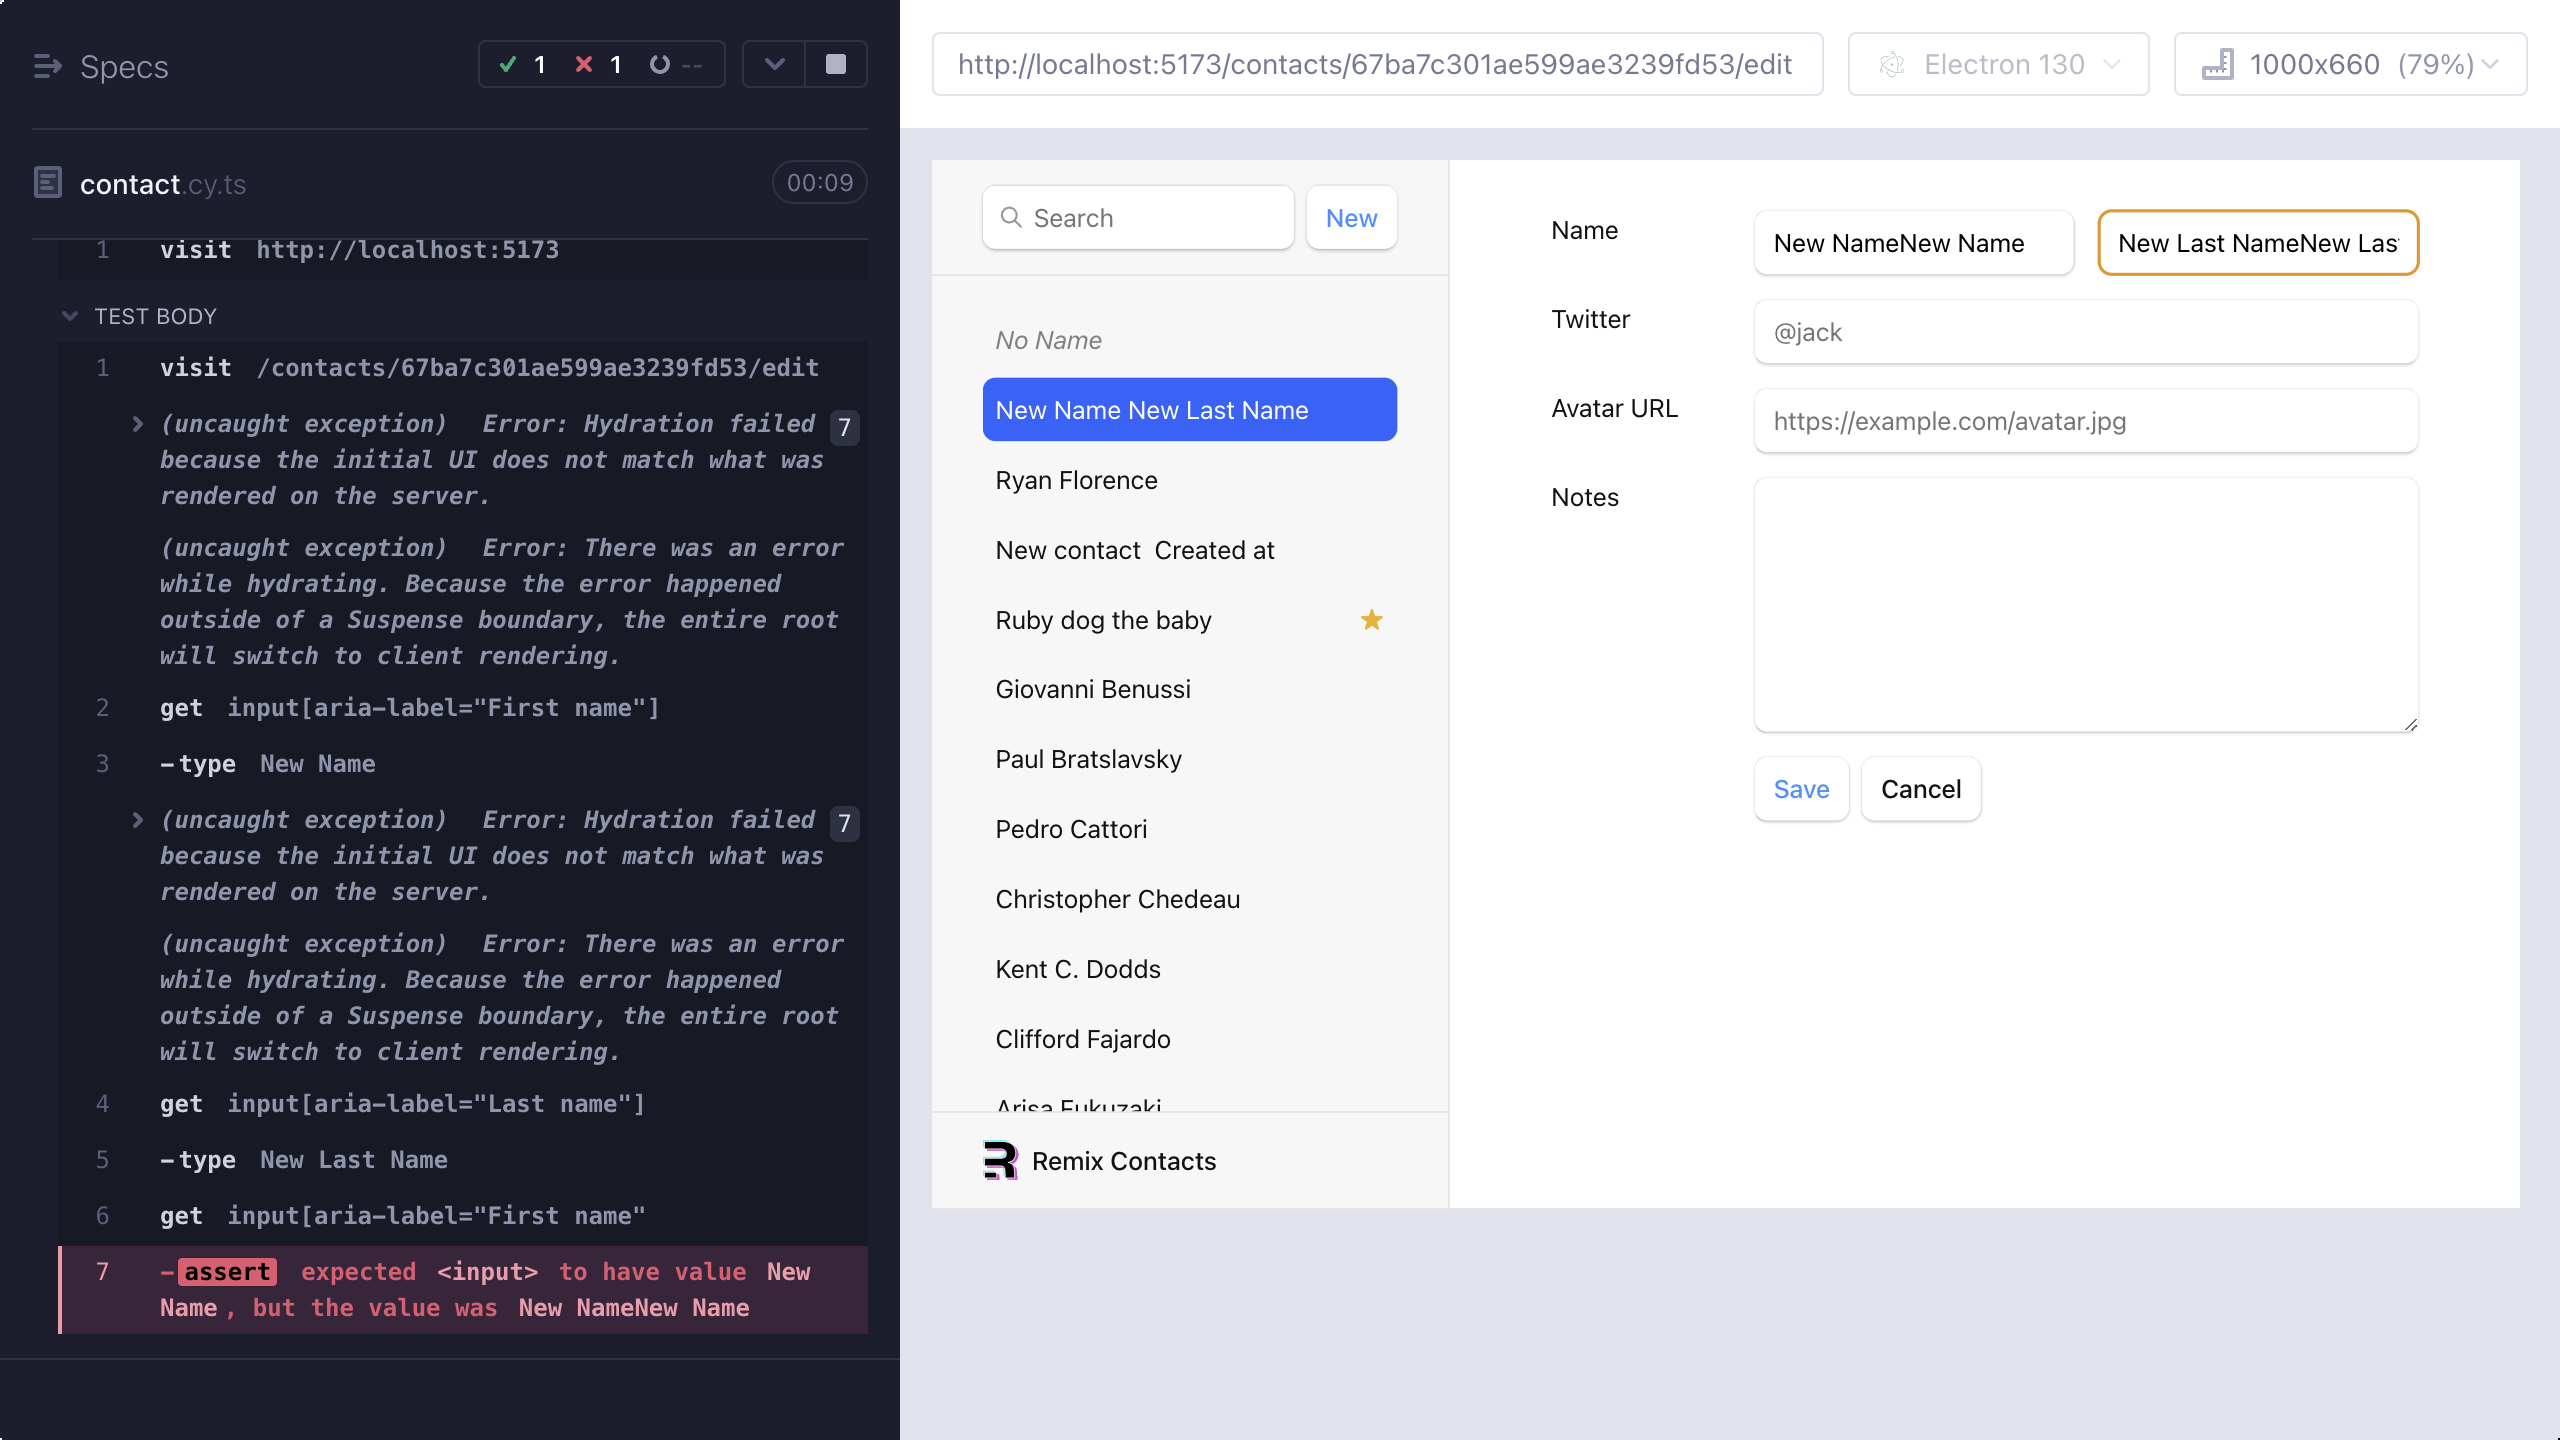 Specs
1 1 --
contact.cy.ts
00:09
1 visit http://localhost:5173
TEST BODY
1 visit /contacts/67ba7c301ae599ae3239fd53/edit
(uncaught exception) Error: Hydration failed 7
because the initial UI does not match what was
rendered on the server.
(uncaught exception) Error: There was an error
while hydrating. Because the error happened
outside of a Suspense boundary, the entire root
will switch to client rendering.
2 get input[aria-label="First name"]
3 -type New Name
(uncaught exception) Error: Hydration failed 7
because the initial UI does not match what was
rendered on the server.
(uncaught exception) Error: There was an error
while hydrating. Because the error happened
outside of a Suspense boundary, the entire root
will switch to client rendering.
4 get input[aria-label="Last name"]
5 -type New Last Name
6 get input[aria-label="First name"
7 -assert expected <input> to have value New
Name, but the value was New NameNew Name
http://localhost:5173/contacts/67ba7c301ae599ae3239fd53/edit
Electron 130
1000x660 (79%)
Search
New
No Name
New Name New Last Name
Ryan Florence
New contact Created at
Ruby dog the baby
Giovanni Benussi
Paul Bratslavsky
Pedro Cattori
Christopher Chedeau
Kent C. Dodds
Clifford Fajardo
Arisa Fukuzaki
Remix Contacts
Name
New NameNew Name
New Last NameNew Las
Twitter
@jack
Avatar URL
https://example.com/avatar.jpg
Notes
Save
Cancel